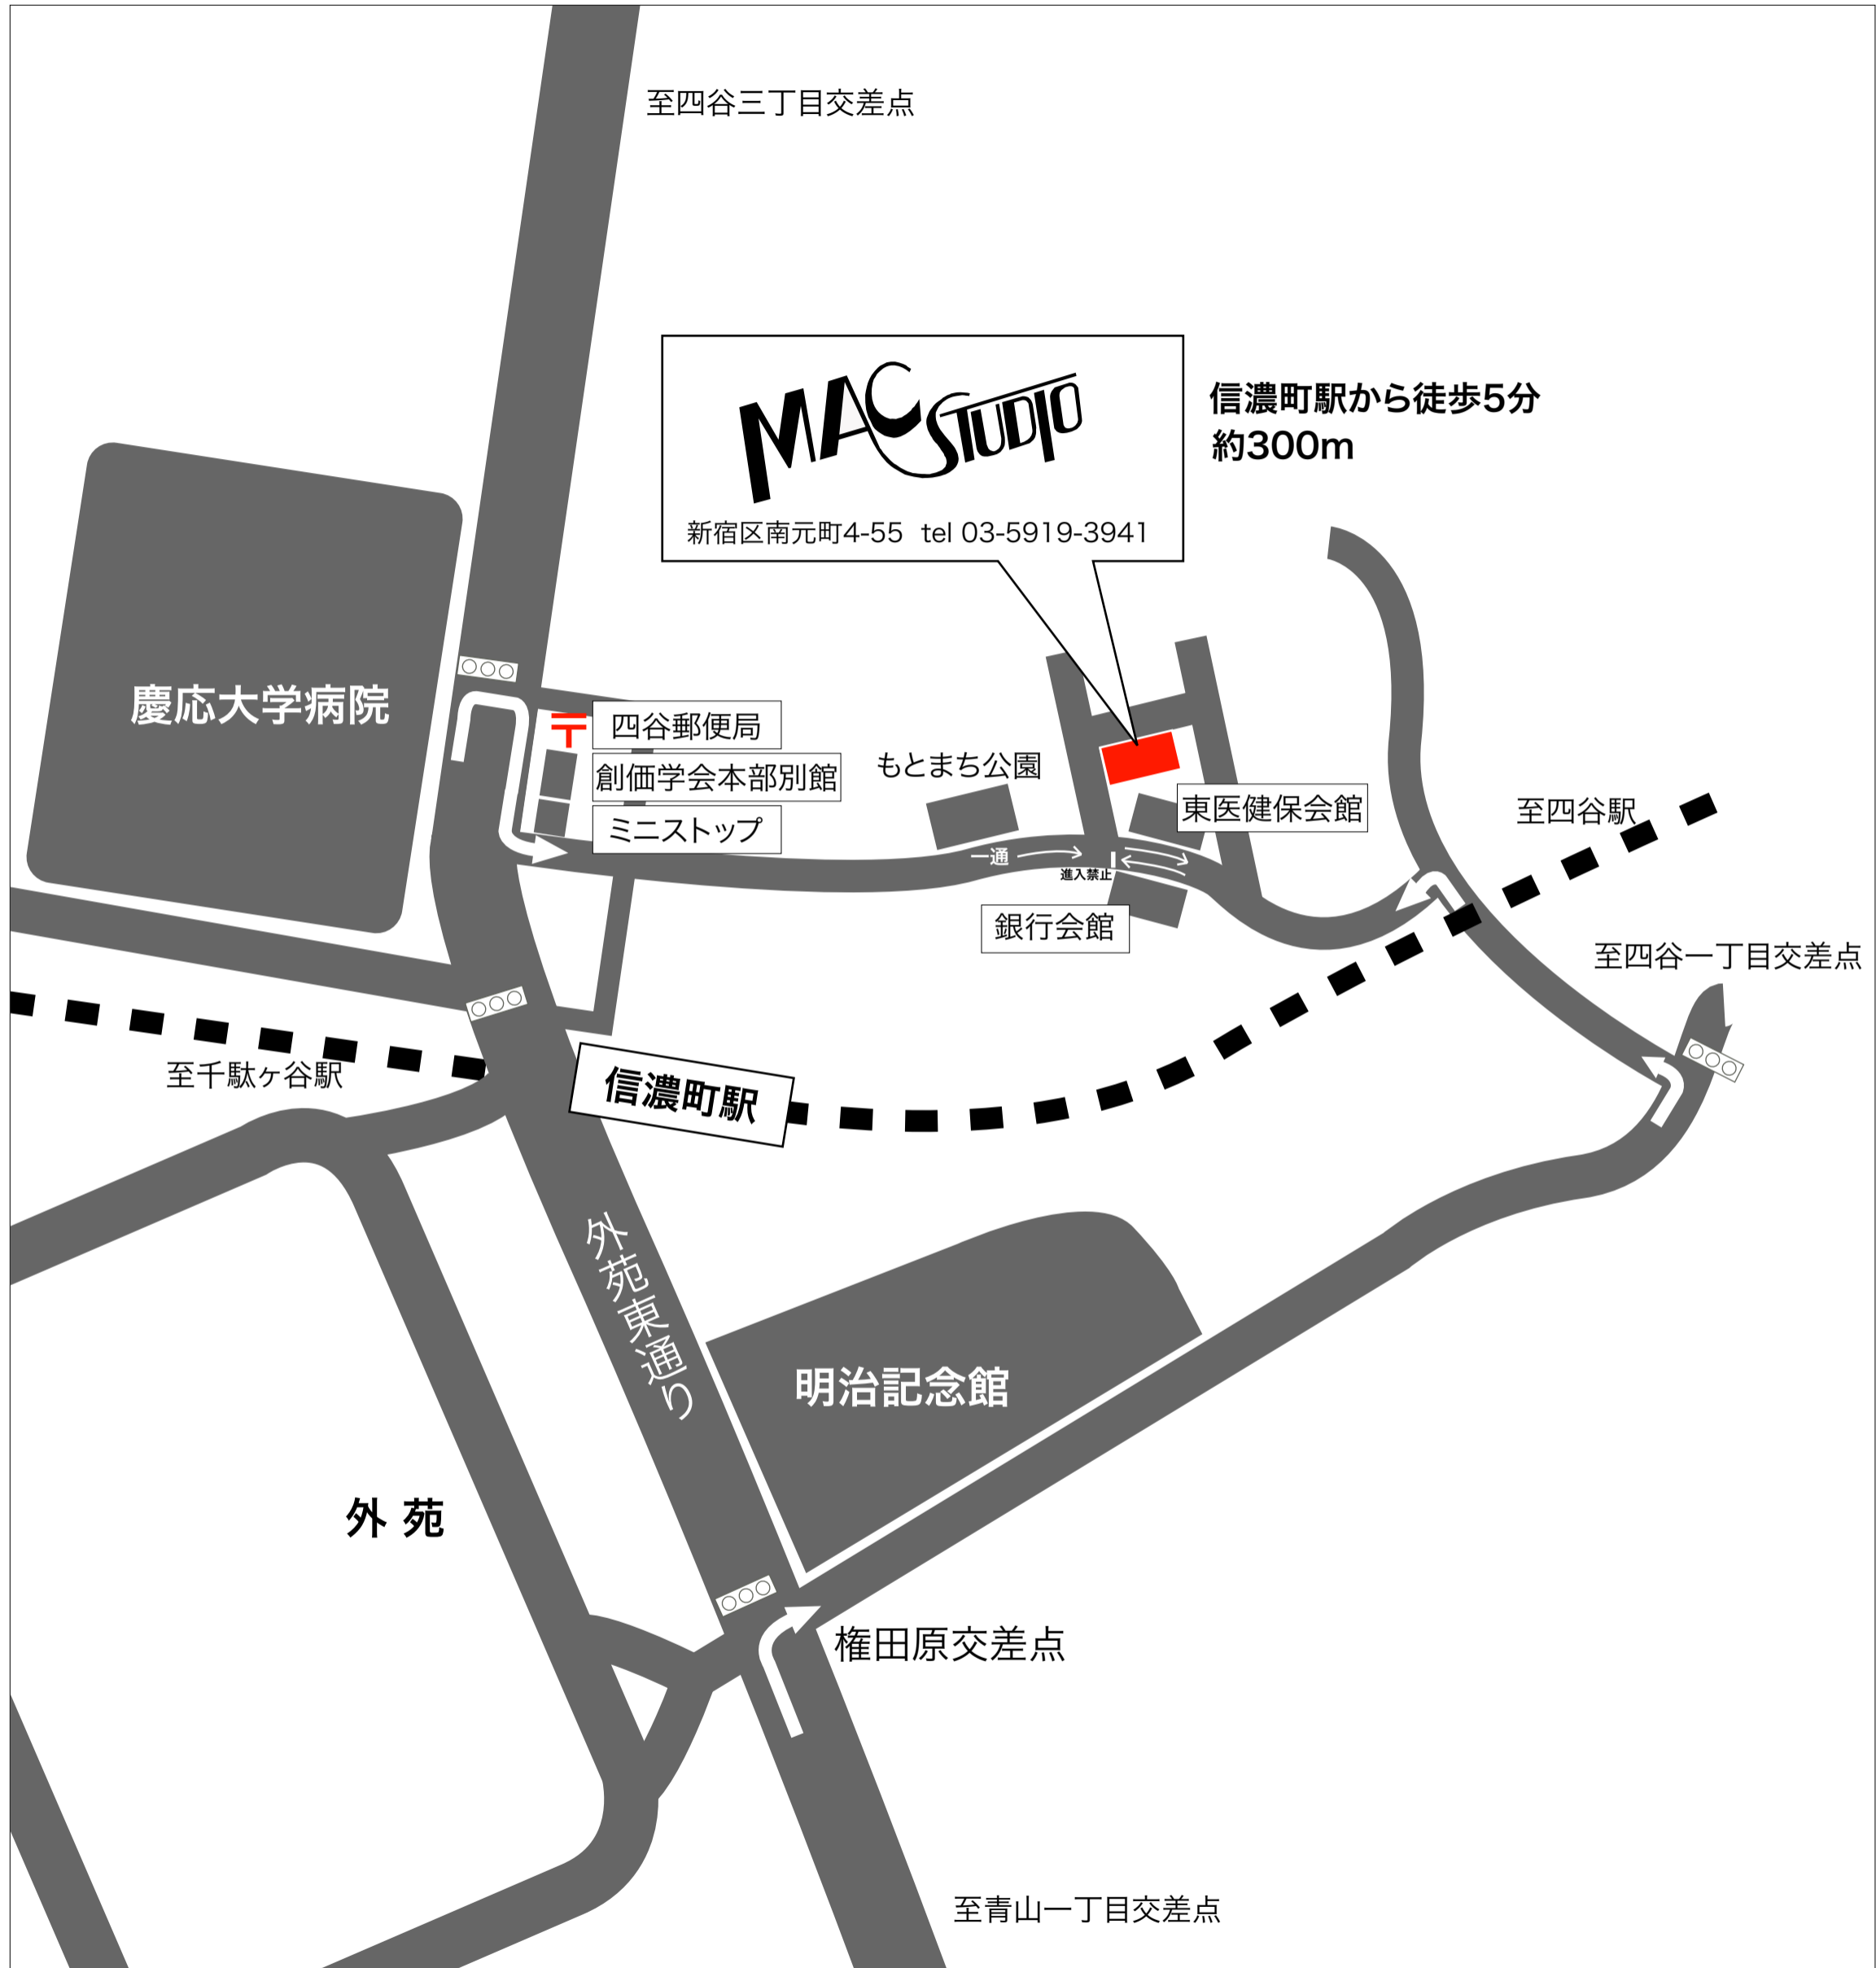 至四谷三丁目交差点
MAC STUDIO
新宿区南元町4-55 tel 03-5919-3941
信濃町駅から徒歩5分
約300m
慶応大学病院
〒
四谷郵便局
創価学会本部別館
ミニストップ
もとまち公園
東医健保会館
至四谷駅
一通
進入禁止
銀行会館
至四谷一丁目交差点
至千駄ヶ谷駅
信濃町駅
外苑東通り
明治記念館
外 苑
権田原交差点
至青山一丁目交差点